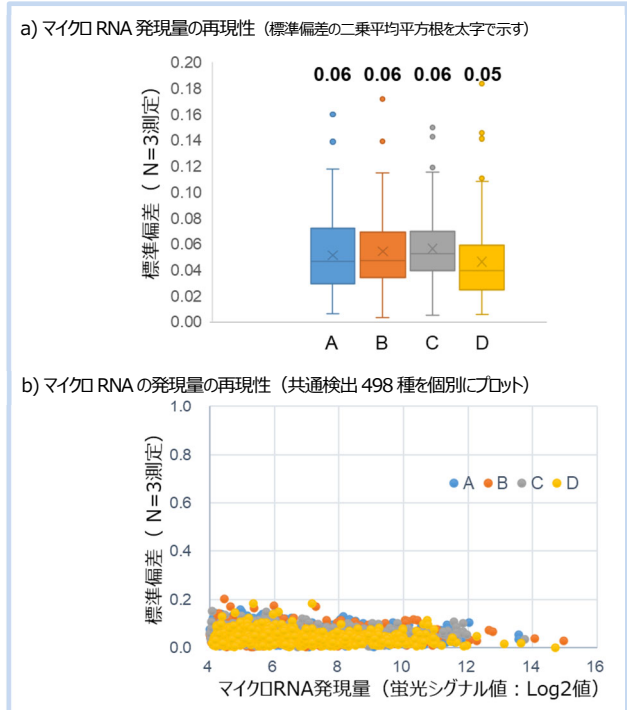 a) マイクロ RNA 発現量の再現性（標準偏差の二乗平均平方根を太字で示す）
0.06 0.06 0.06 0.05
標準偏差（ N＝3測定）
0.20
0.18
0.16
0.14
0.12
0.10
0.08
0.06
0.04
0.02
0.00
A B C D
b) マイクロ RNA の発現量の再現性（共通検出 498 種を個別にプロット）
標準偏差（ N＝3測定）
1.0
0.8
0.6
0.4
0.2
0.0
A B C D
4 6 8 10 12 14 16
マイクロRNA発現量（蛍光シグナル値：Log2値）